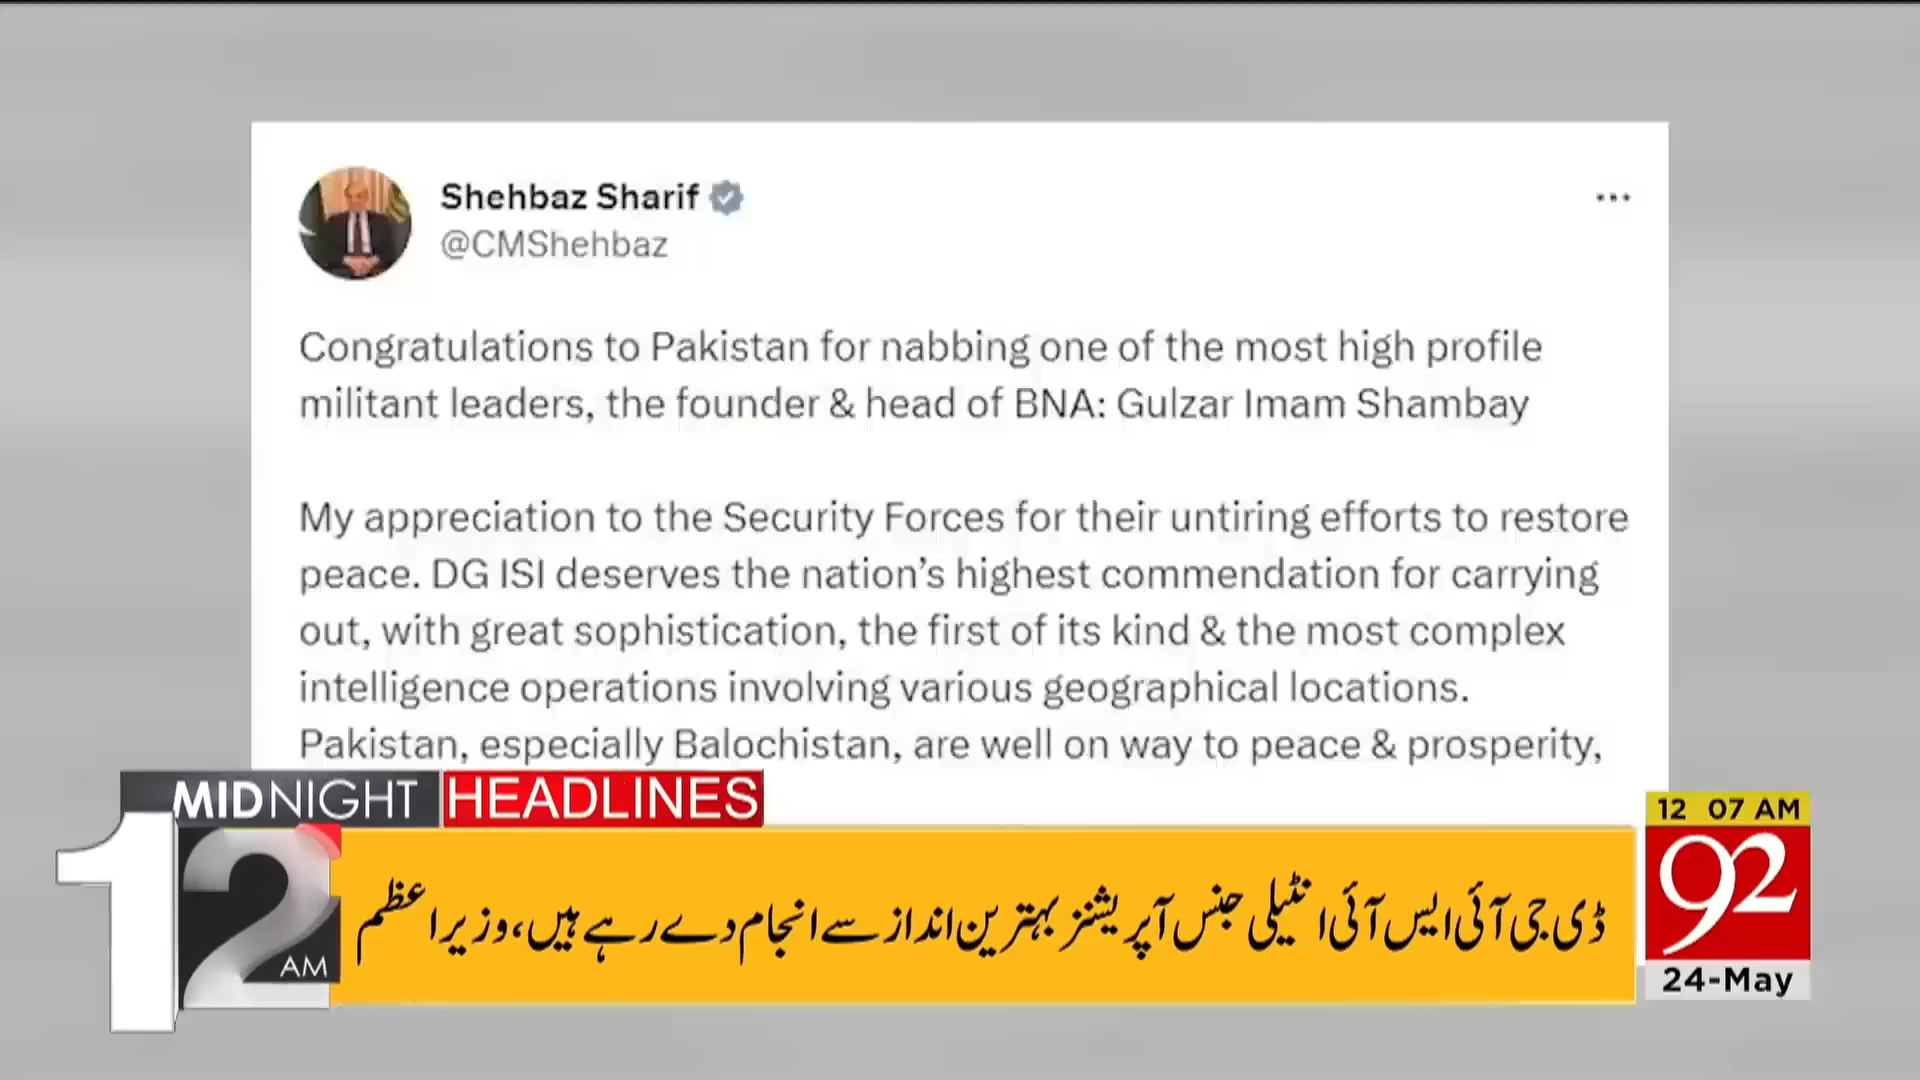 Shehbaz Sharif
@CMShehbaz
Congratulations to Pakistan for nabbing one of the most high profile
militant leaders, the founder & head of BNA: Gulzar Imam Shambay
My appreciation to the Security Forces for their untiring efforts to restore
peace. DG ISI deserves the nation's highest commendation for carrying
out, with great sophistication, the first of its kind & the most complex
intelligence operations involving various geographical locations.
Pakistan, especially Balochistan, are well on way to peace & prosperity,
MIDNIGHT HEADLINES
12 AM
ڈی جی آئی ایس آئی انٹیلی جنس آپریشنز بہترین انداز سے انجام دے رہے ہیں، وزیراعظم
12 07 AM
92
24-May